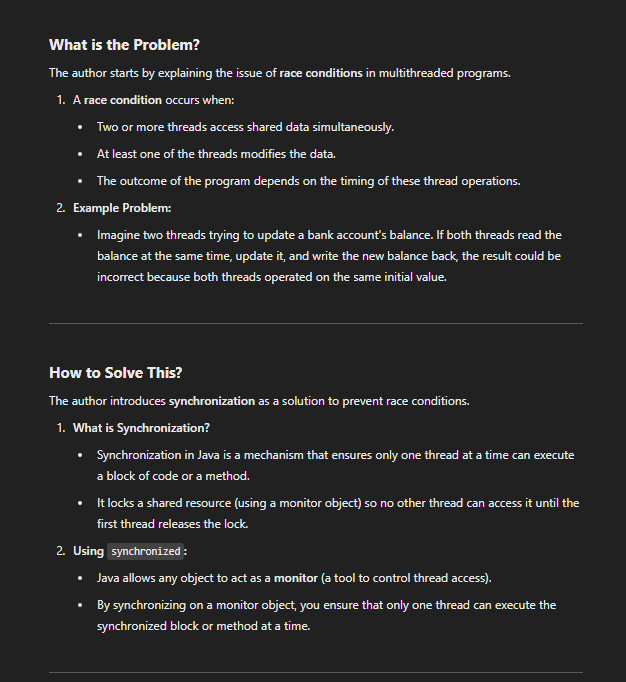 What is the Problem?
The author starts by explaining the issue of race conditions in multithreaded programs.
1. A race condition occurs when:
• Two or more threads access shared data simultaneously.
• At least one of the threads modifies the data.
• The outcome of the program depends on the timing of these thread operations.
2. Example Problem:
• Imagine two threads trying to update a bank account's balance. If both threads read the
balance at the same time, update it, and write the new balance back, the result could be
incorrect because both threads operated on the same initial value.
How to Solve This?
The author introduces synchronization as a solution to prevent race conditions.
1. What is Synchronization?
• Synchronization in Java is a mechanism that ensures only one thread at a time can execute
a block of code or a method.
• It locks a shared resource (using a monitor object) so no other thread can access it until the
first thread releases the lock.
2. Using synchronized:
• Java allows any object to act as a monitor (a tool to control thread access).
• By synchronizing on a monitor object, you ensure that only one thread can execute the
synchronized block or method at a time.